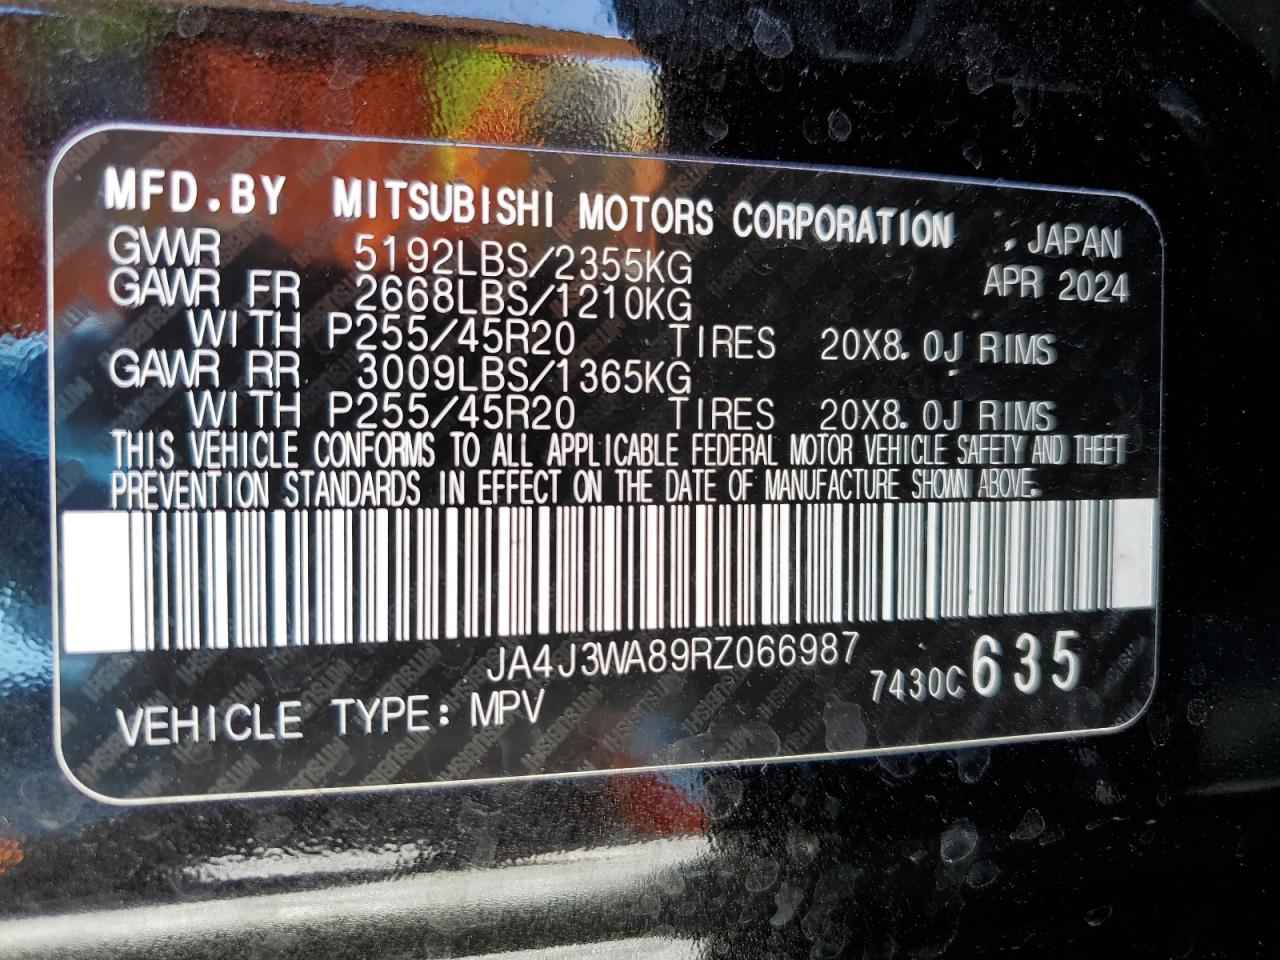 MFD.BY MITSUBISHI MOTORS CORPORATION , JAPAN
GVWR 5192LBS/2355KG APR 2024
GAWR FR 2668LBS/1210KG
WITH P255/45R20 TIRES 20X8.0J RIMS
GAWR RR 3009LBS/1365KG
WITH P255/45R20 TIRES 20X8.0J RIMS
THIS VEHICLE CONFORMS TO ALL APPLICABLE FEDERAL MOTOR VEHICLE SAFETY AND THEFT
PREVENTION STANDARDS IN EFFECT ON THE DATE OF MANUFACTURE SHOWN ABOVE.
JA4J3WA89RZ066987
7430C635
VEHICLE TYPE: MPV